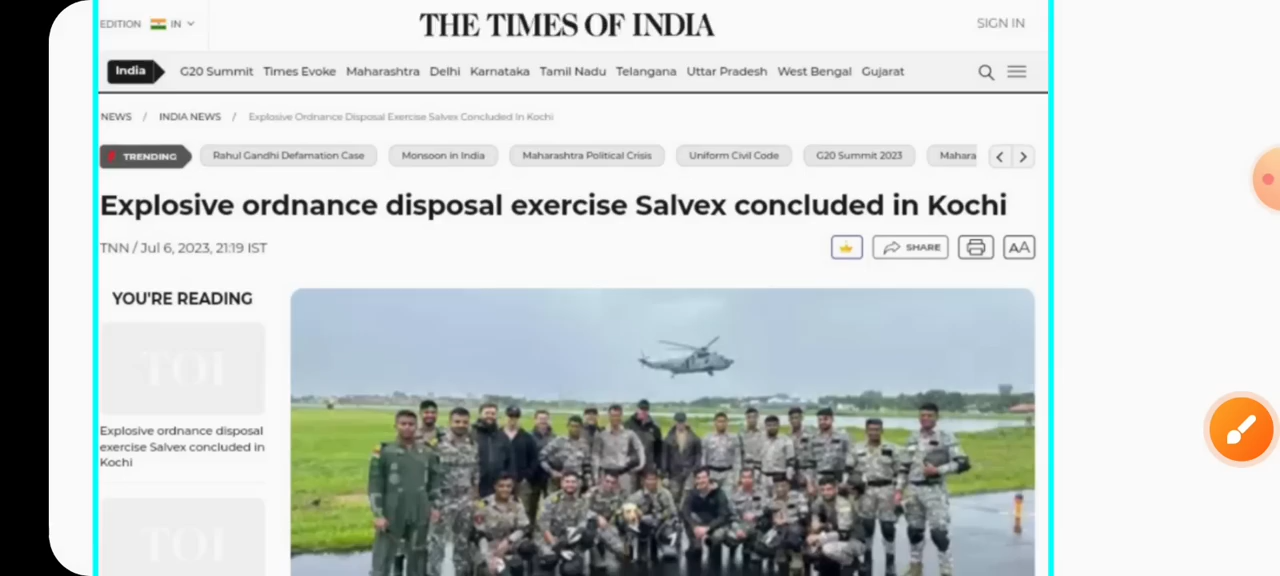 EDITION IN
THE TIMES OF INDIA
SIGN IN
India G20 Summit Times Evoke Maharashtra Delhi Karnataka Tamil Nadu Telangana Uttar Pradesh West Bengal Gujarat
NEWS / INDIA NEWS / Explosive Ordnance Disposal Exercise Salvex Concluded In Kochi
# TRENDING Rahul Gandhi Defamation Case Monsoon in India Maharashtra Political Crisis Uniform Civil Code G20 Summit 2023 Mahara
Explosive ordnance disposal exercise Salvex concluded in Kochi
TNN / Jul 6, 2023, 21:19 IST
SHARE
AA
YOU'RE READING
TOI
Explosive ordnance disposal
exercise Salvex concluded in
Kochi
TOI